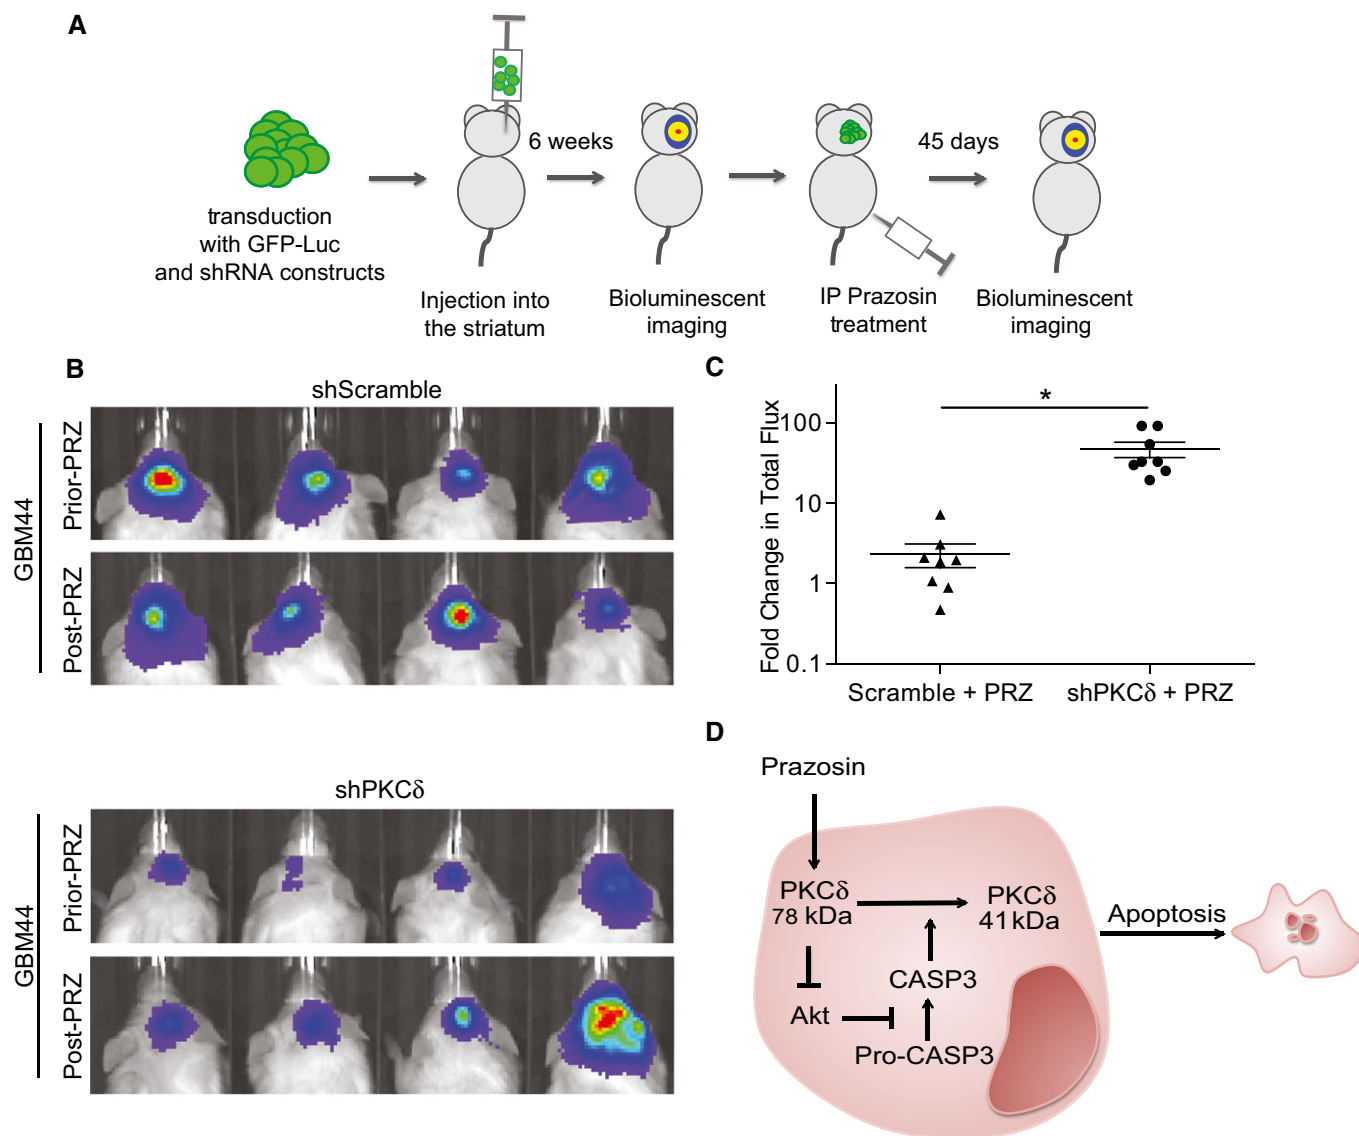 A
6 weeks
45 days
transduction
with GFP-Luc
and shRNA constructs
Injection into
the striatum
Bioluminescent
imaging
IP Prazosin
treatment
Bioluminescent
imaging
B
shScramble
GBM44
Prior-PRZ
Post-PRZ
shPKCδ
GBM44
Prior-PRZ
Post-PRZ
C
Fold Change in Total Flux
100
10
1
0.1
*
Scramble + PRZ
shPKCδ + PRZ
D
Prazosin
PKCδ
78 kDa
PKCδ
41kDa
Apoptosis
CASP3
Akt
Pro-CASP3